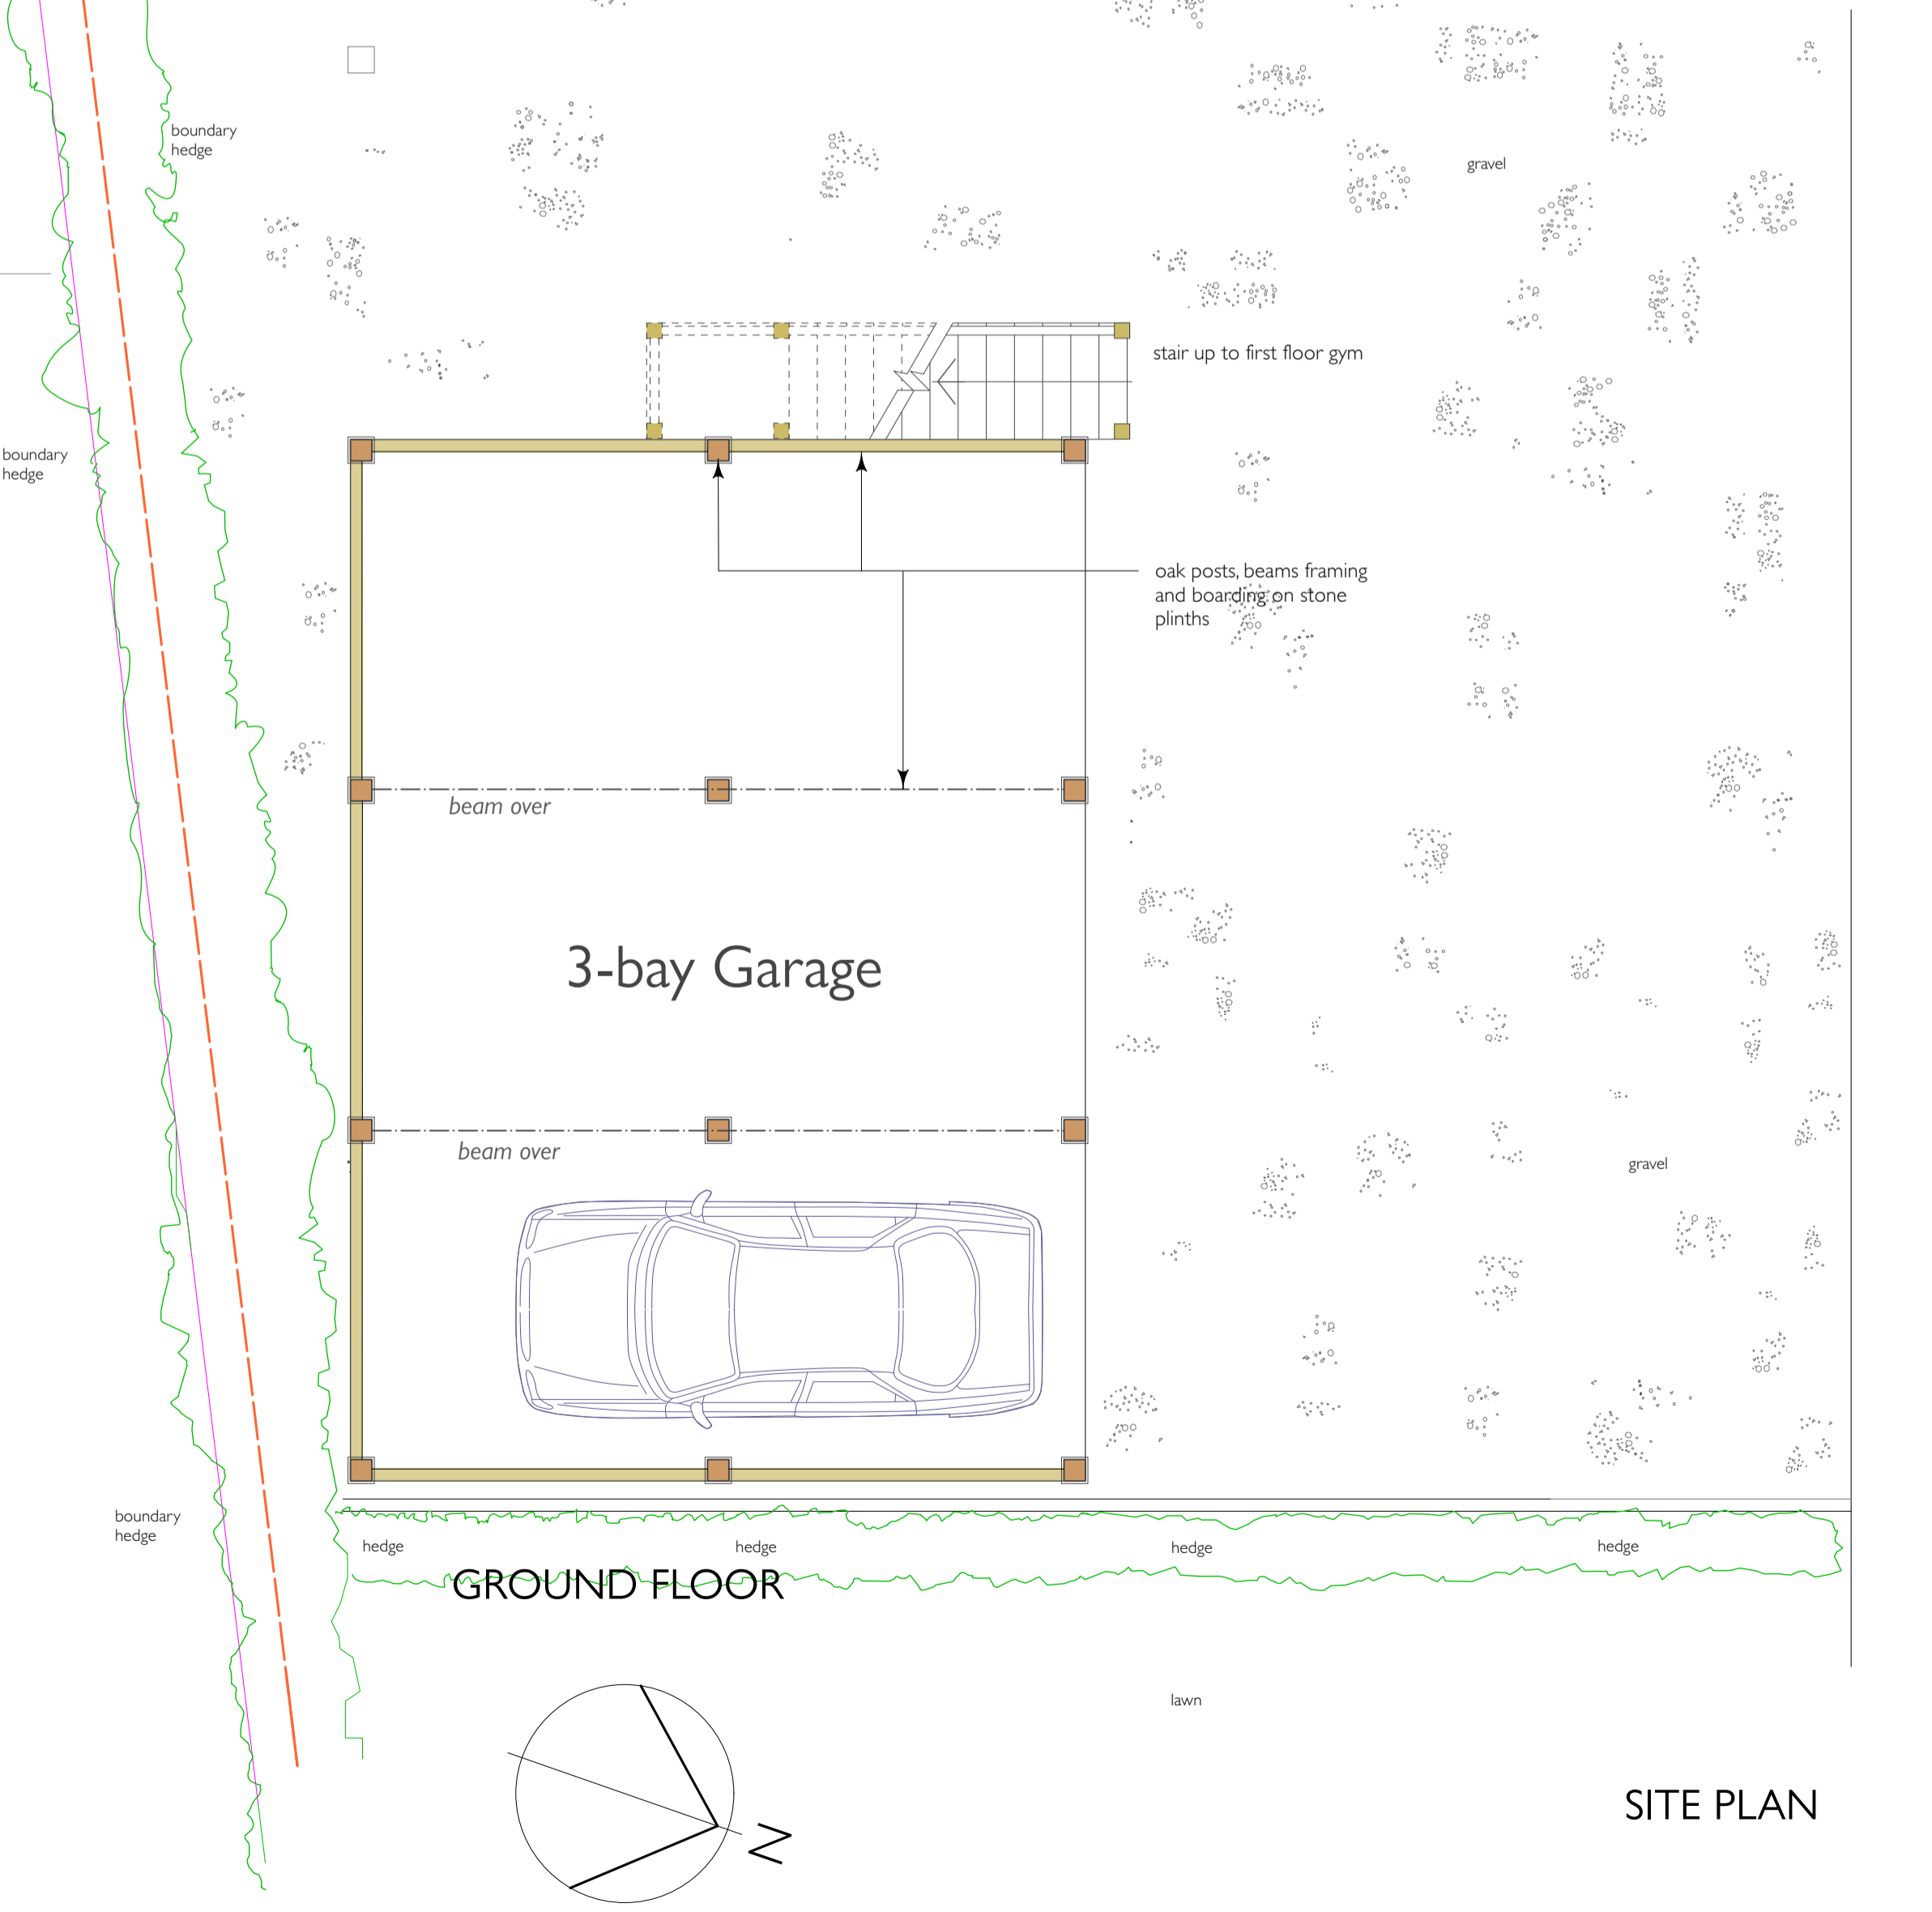 boundary
hedge
gravel
stair up to first floor gym
boundary
hedge
oak posts, beams framing
and boarding on stone
plinths
beam over
3-bay Garage
beam over
gravel
boundary
hedge
hedge
hedge
hedge
hedge
GROUND FLOOR
lawn
SITE PLAN
N